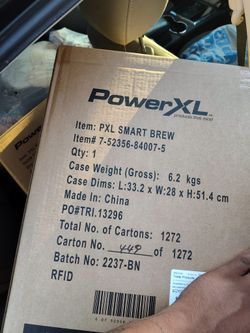 PowerXL
Item: PXL SMART BREW
Item# 7-52356-84007-5
Qty: 1
Case Weight (Gross): 6.2 kgs
Case Dims: L:33.2 x W:28 x H:51.4 cm
Made in China
PO#TRI.13296
Total No. of Cartons: 1272
Carton No. 449 of 1272
Batch No: 2237-BN
RFID